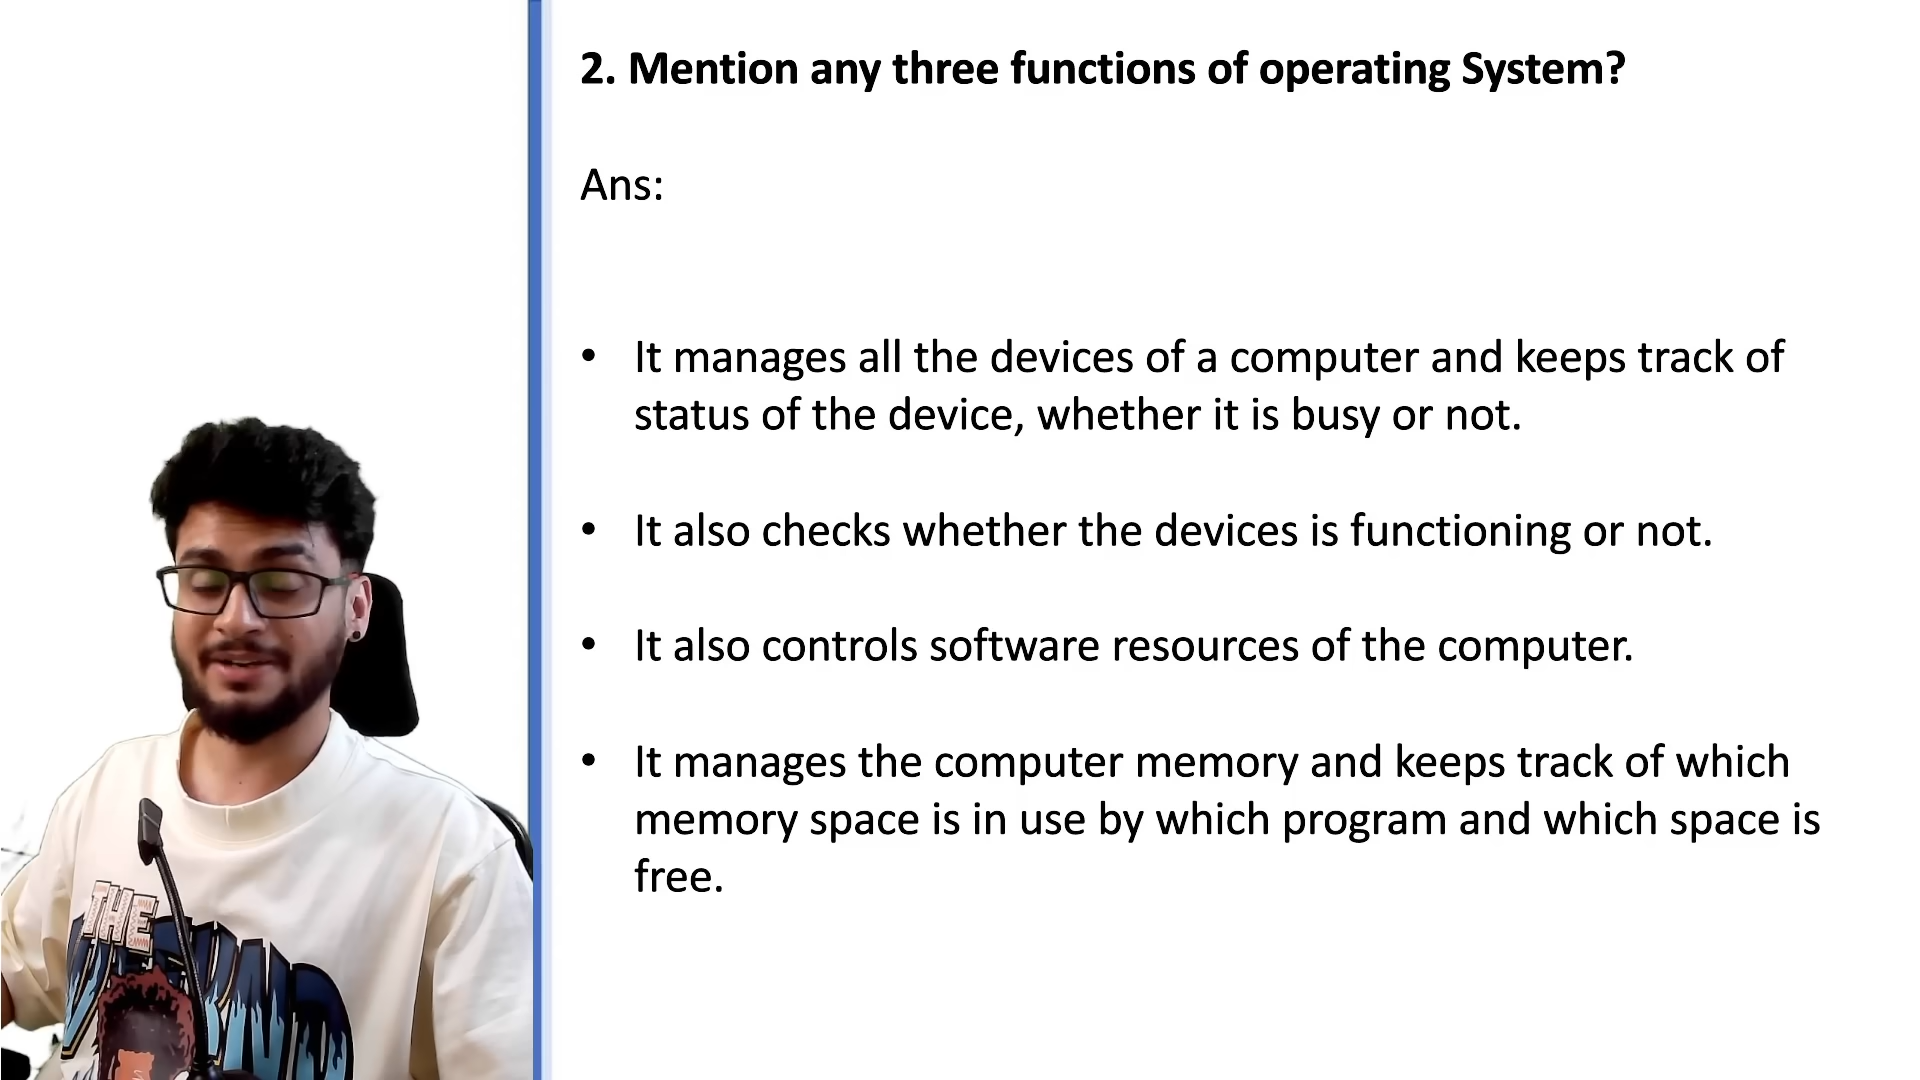 2. Mention any three functions of operating System?
Ans:
• It manages all the devices of a computer and keeps track of
status of the device, whether it is busy or not.
• It also checks whether the devices is functioning or not.
• It also controls software resources of the computer.
• It manages the computer memory and keeps track of which
memory space is in use by which program and which space is
free.
THE